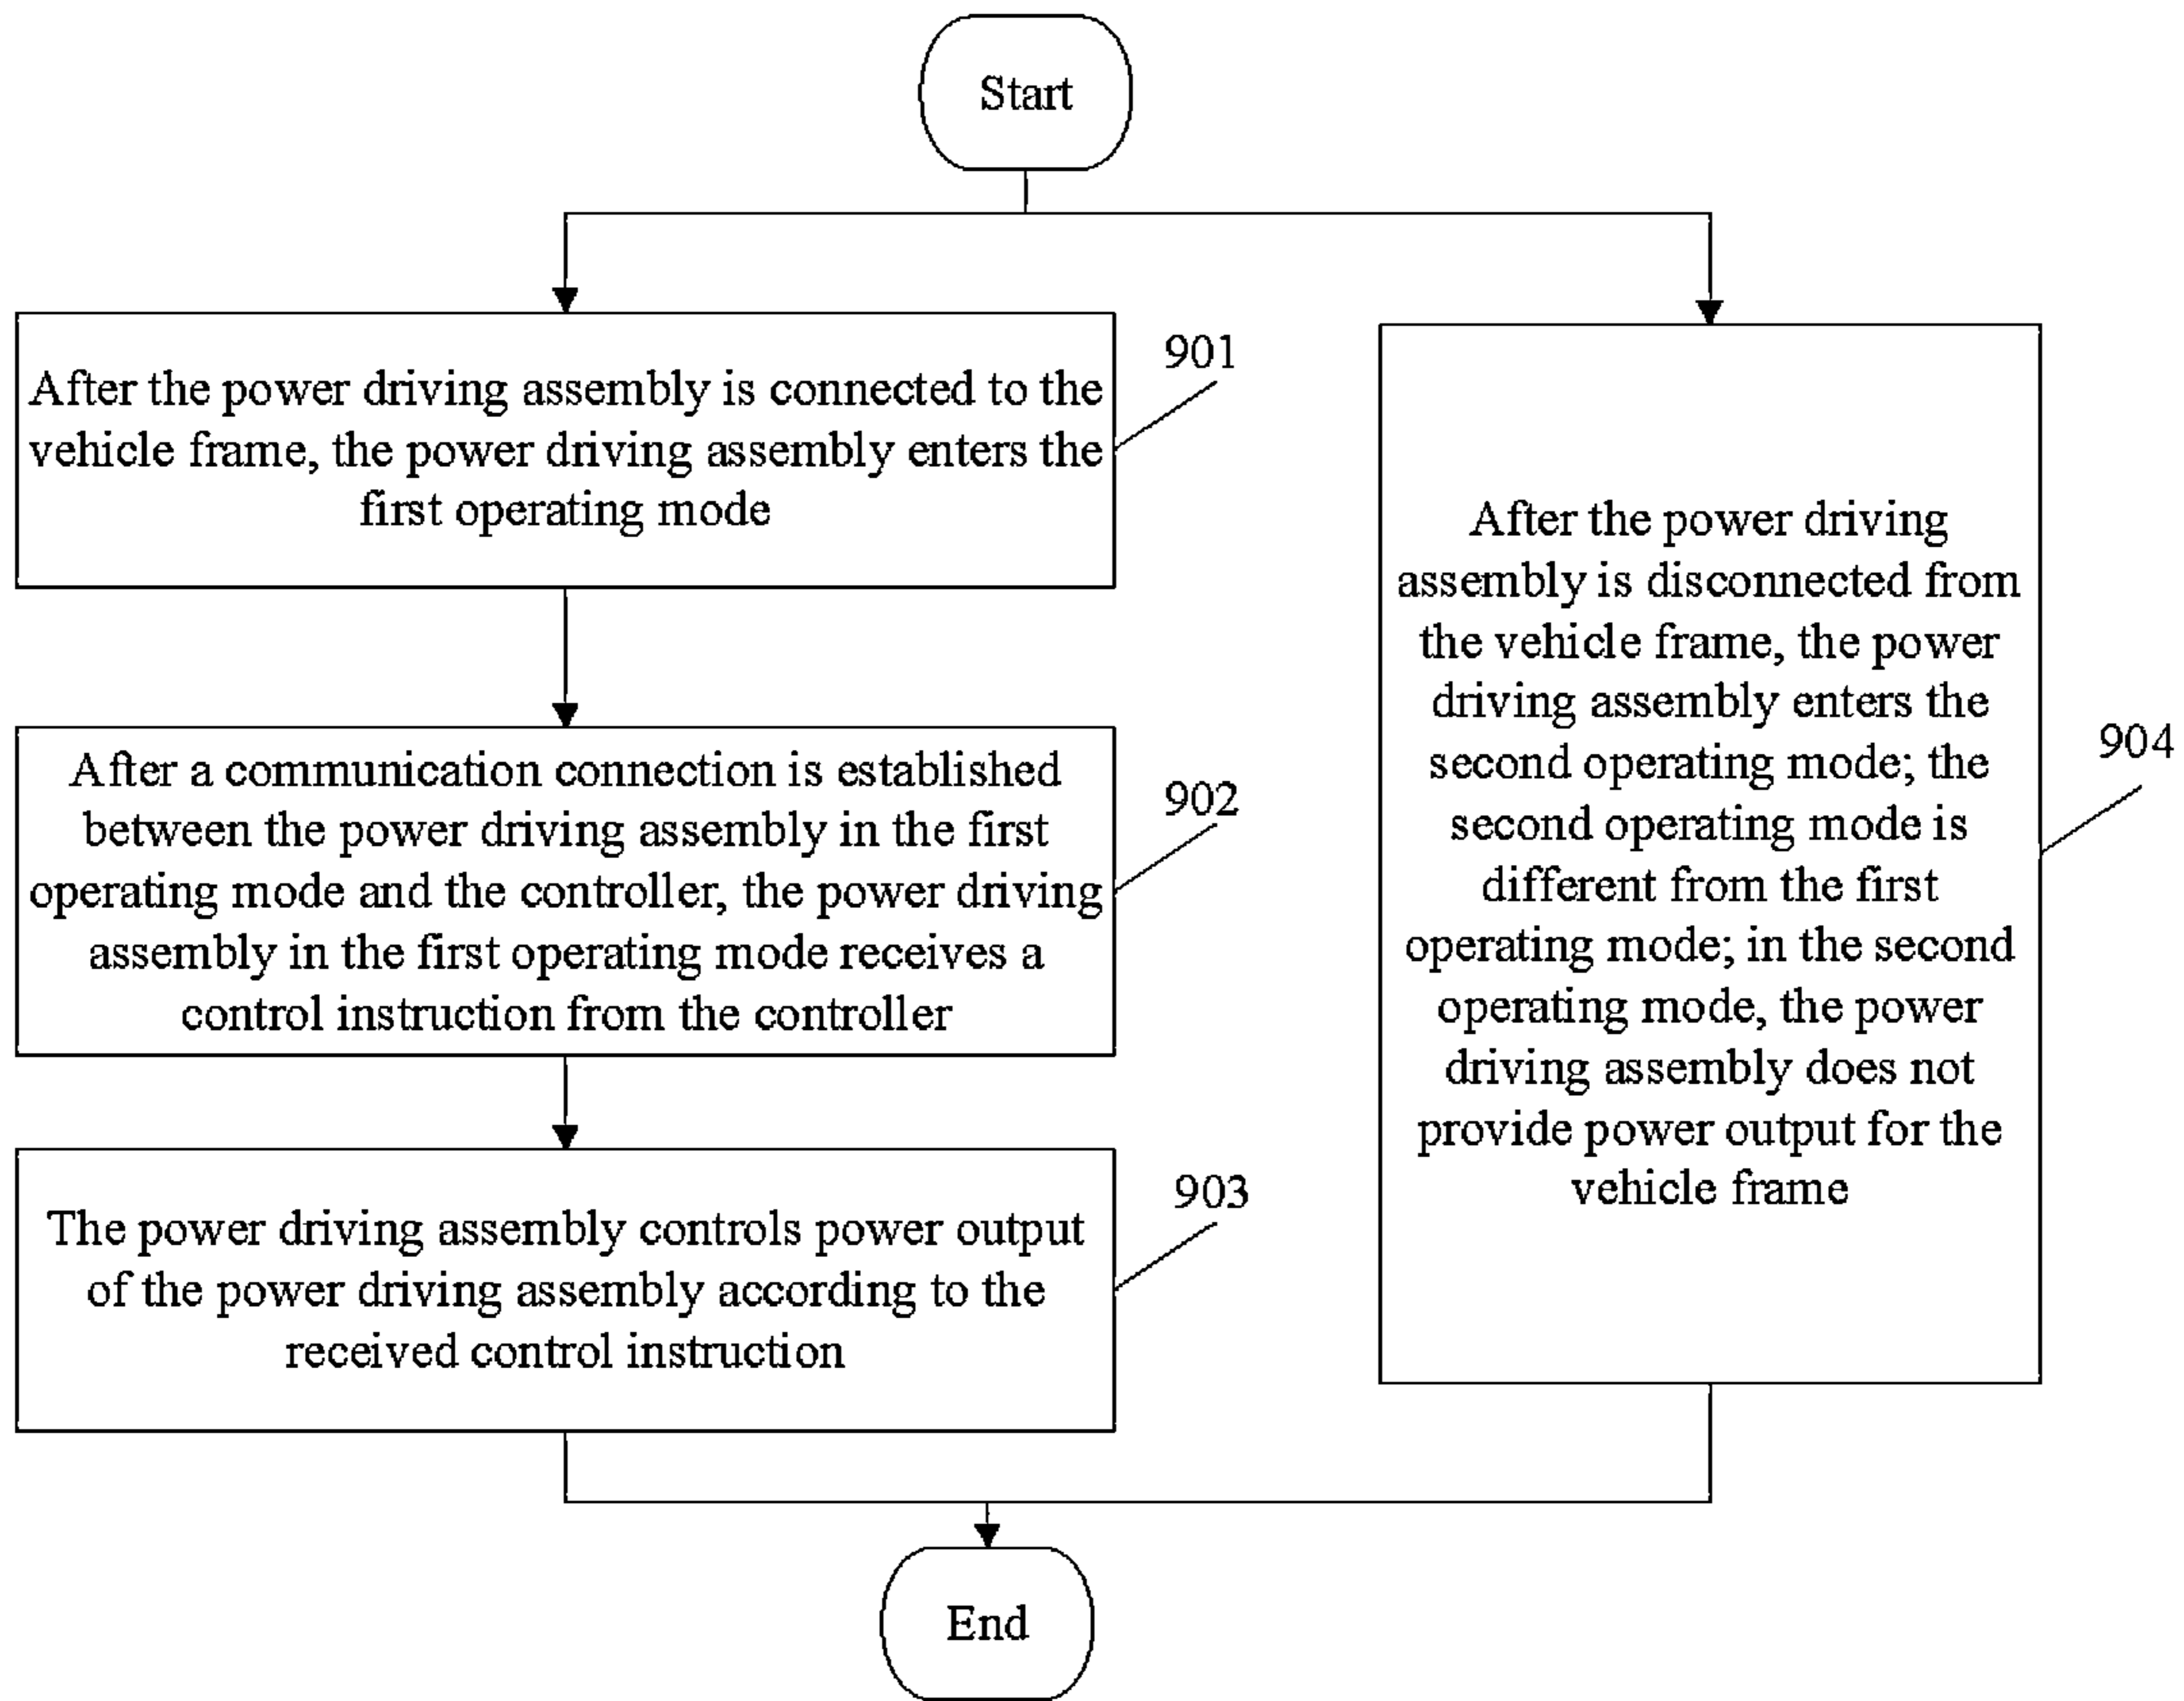 Start
After the power driving assembly is connected to the
vehicle frame, the power driving assembly enters the
first operating mode
901
After a communication connection is established
between the power driving assembly in the first
operating mode and the controller, the power driving
assembly in the first operating mode receives a
control instruction from the controller
902
The power driving assembly controls power output
of the power driving assembly according to the
received control instruction
903
After the power driving
assembly is disconnected from
the vehicle frame, the power
driving assembly enters the
second operating mode; the
second operating mode is
different from the first
operating mode; in the second
operating mode, the power
driving assembly does not
provide power output for the
vehicle frame
904
End